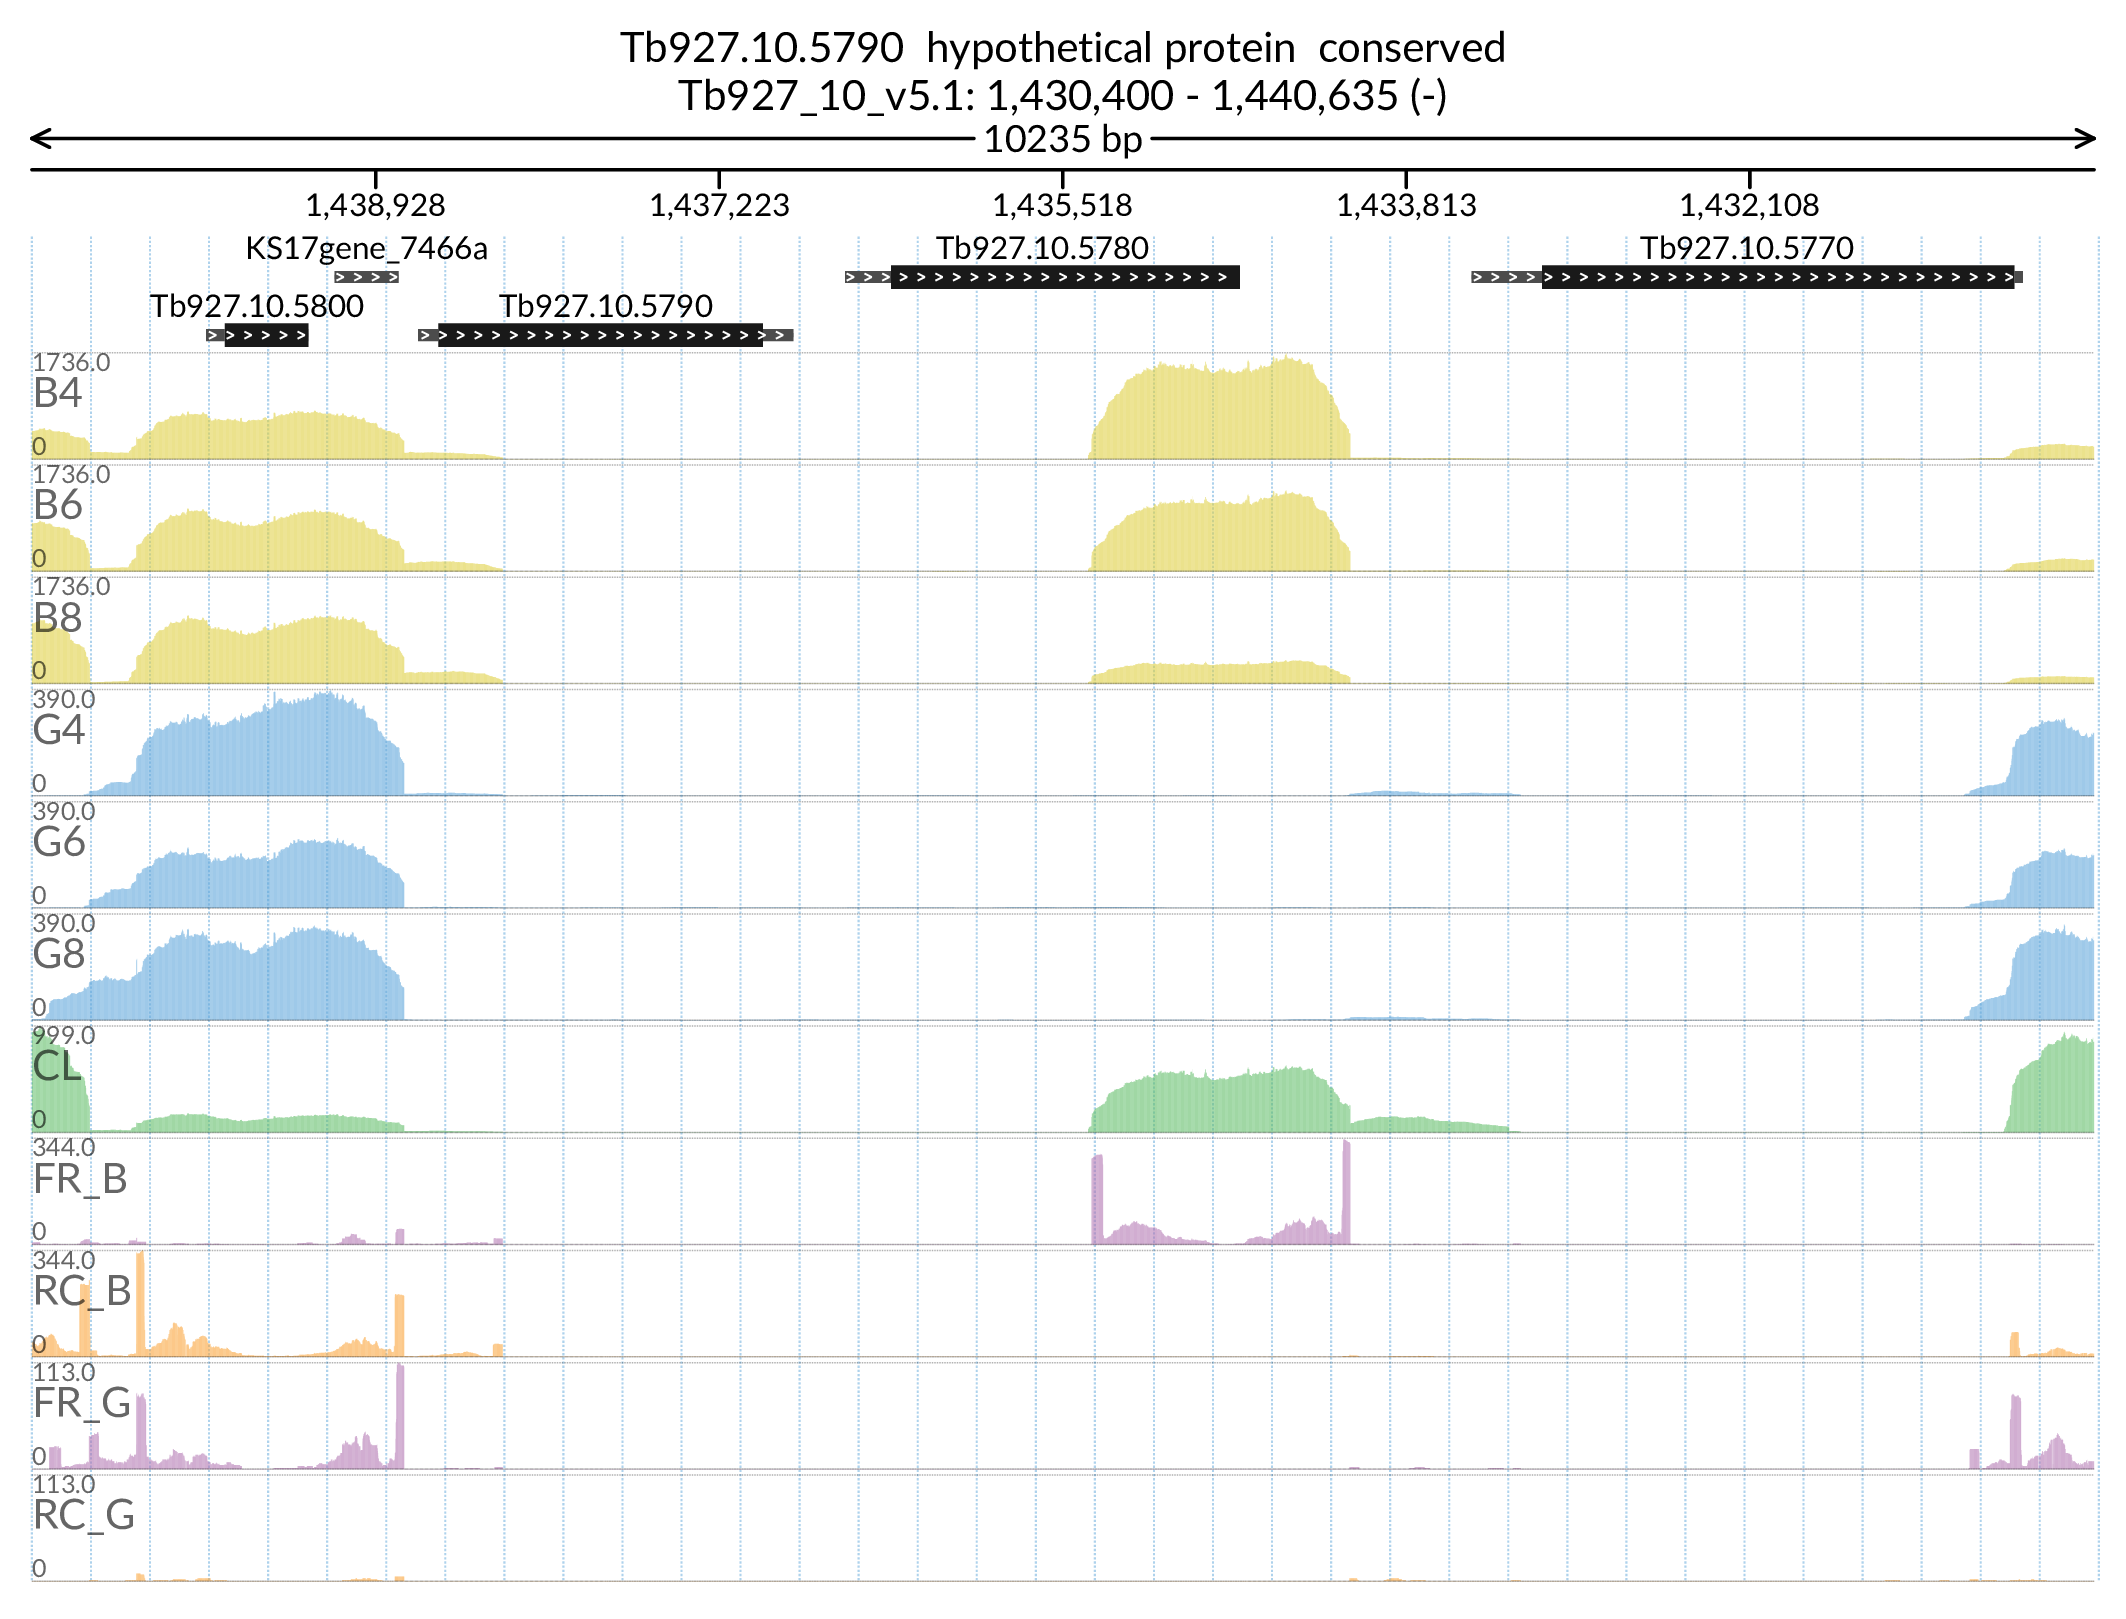 Tb927.10.5790  hypothetical protein  conserved
Tb927_10_v5.1: 1,430,400 - 1,440,635 (-)
10235 bp
1,438,928 1,437,223 1,435,518 1,433,813 1,432,108
KS17gene_7466a Tb927.10.5780 Tb927.10.5770
Tb927.10.5800 Tb927.10.5790
1736.0
B4
0
1736.0
B6
0
1736.0
B8
0
390.0
G4
0
390.0
G6
0
390.0
G8
0
999.0
CL
0
344.0
FR_B
0
344.0
RC_B
0
113.0
FR_G
0
113.0
RC_G
0